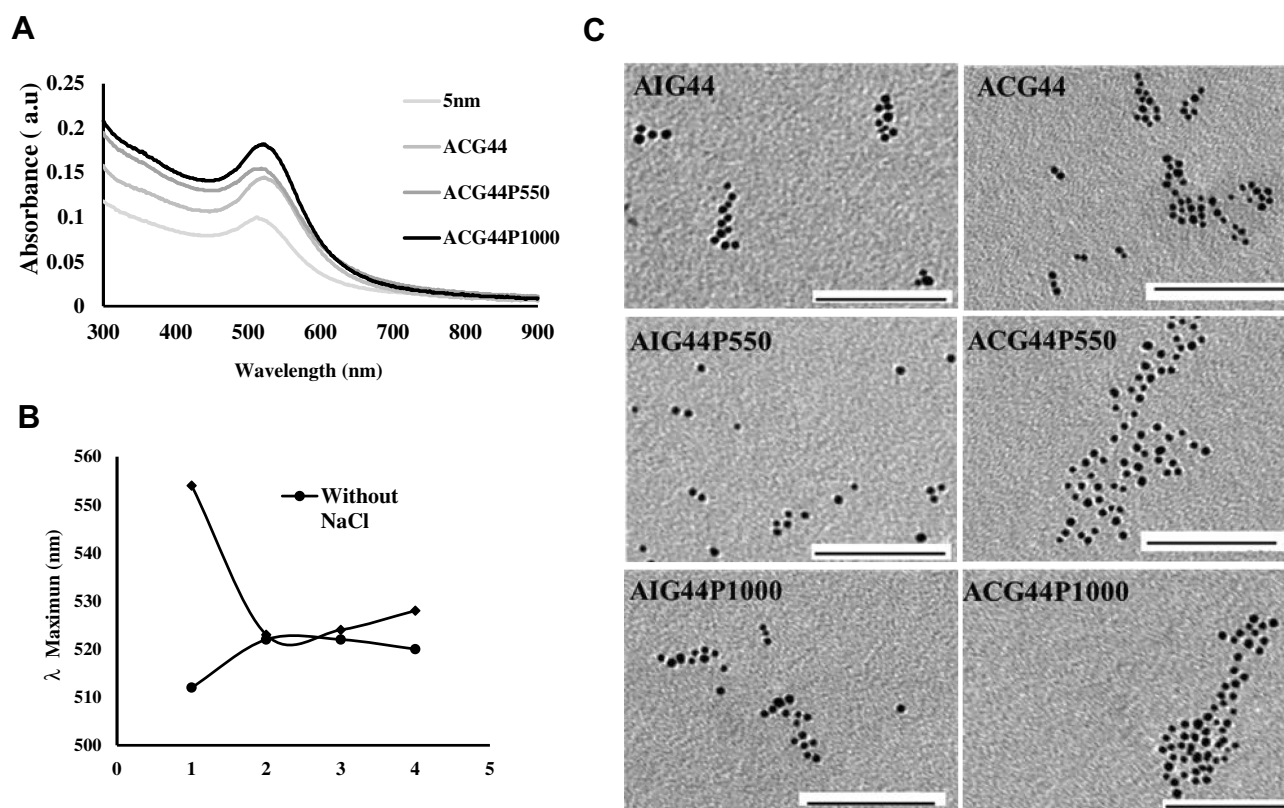 A
Absorbance ( a.u)
0.25
0.2
0.15
0.1
0.05
0
300 400 500 600 700 800 900
Wavelength (nm)
5nm
ACG44
ACG44P550
ACG44P1000
B
λ Maximun (nm)
560
550
540
530
520
510
500
0 1 2 3 4 5
Without
NaCl
C
AIG44
ACG44
AIG44P550
ACG44P550
AIG44P1000
ACG44P1000